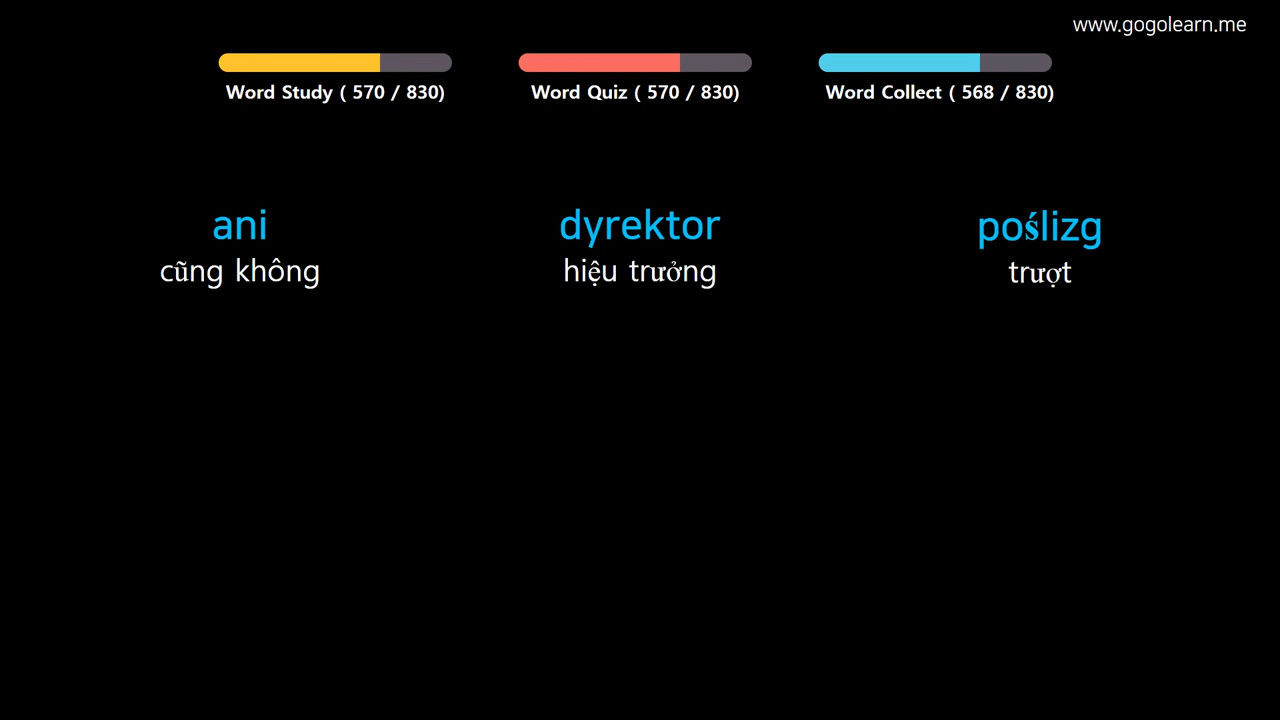 www.gogolearn.me
Word Study ( 570 / 830)
Word Quiz ( 570 / 830)
Word Collect ( 568 / 830)
ani
cũng không
dyrektor
hiệu trưởng
poślizg
trượt